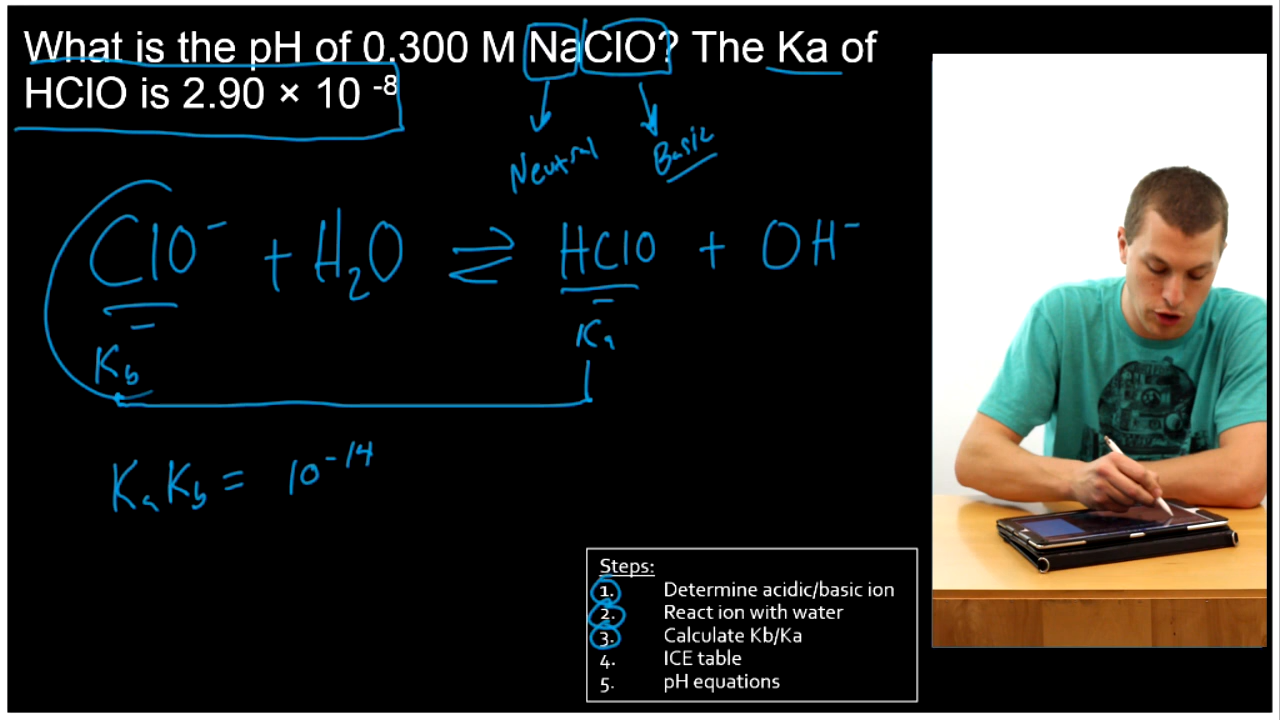 What is the pH of 0.300 M NaClO? The Ka of
HClO is 2.90 × 10 -8
Neutral
Basic
ClO⁻ + H₂O ⇌ HClO + OH⁻
Kb
Ka
KaKb = 10⁻¹⁴
Steps:
1. Determine acidic/basic ion
2. React ion with water
3. Calculate Kb/Ka
4. ICE table
5. pH equations